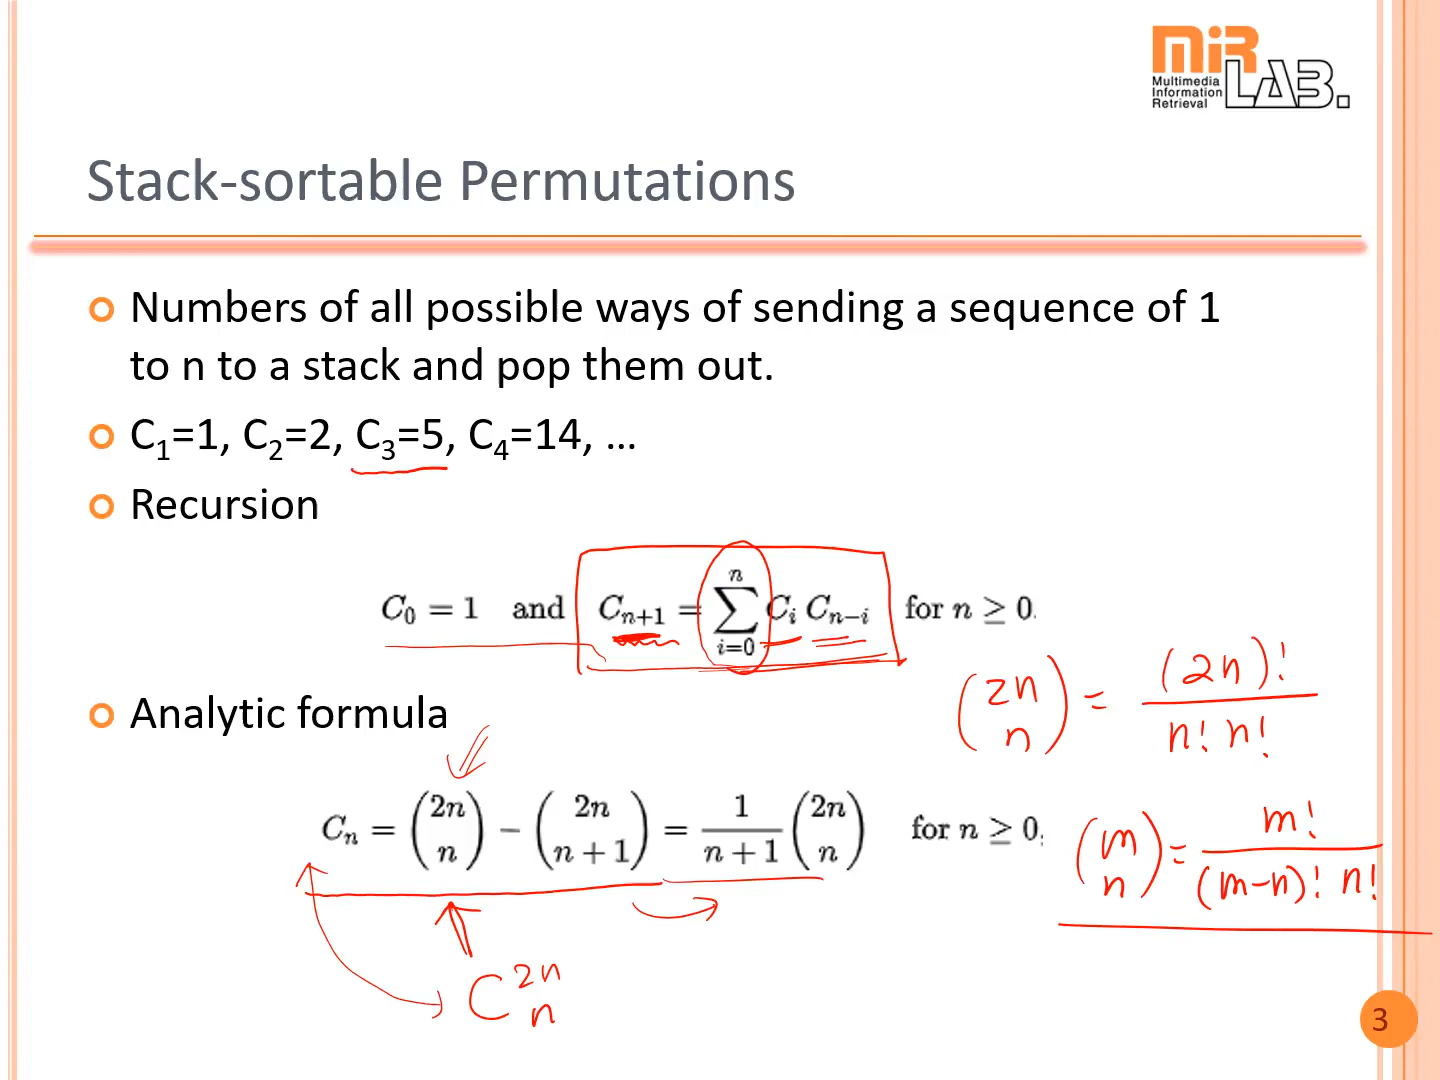 MiR LAB.
Multimedia
Information
Retrieval
Stack-sortable Permutations
Numbers of all possible ways of sending a sequence of 1
to n to a stack and pop them out.
C₁=1, C₂=2, C₃=5, C₄=14, ...
Recursion
C₀ = 1 and Cₙ₊₁ = ∑ᵢ₌₀ⁿ Cᵢ Cₙ₋ᵢ for n ≥ 0.
(2n n) = (2n)! / n! n!
Analytic formula
Cₙ = (2n n) − (2n n + 1) = 1 / n + 1 (2n n) for n ≥ 0,
(m n) = m! / (m−n)! n!
C 2n n
3